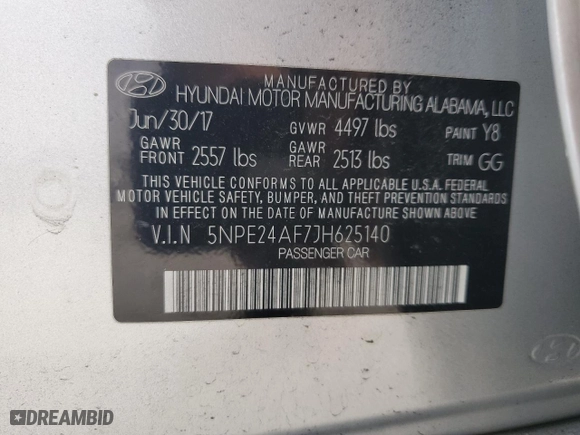 MANUFACTURED BY
HYUNDAI MOTOR MANUFACTURING ALABAMA, LLC
Jun/30/17 GVWR 4497 lbs PAINT Y8
GAWR FRONT 2557 lbs GAWR REAR 2513 lbs TRIM GG
THIS VEHICLE CONFORMS TO ALL APPLICABLE U.S.A. FEDERAL
MOTOR VEHICLE SAFETY, BUMPER, AND THEFT PREVENTION STANDARDS
IN EFFECT ON THE DATE OF MANUFACTURE SHOWN ABOVE.
V.I.N 5NPE24AF7JH625140
PASSENGER CAR
DREAMBID